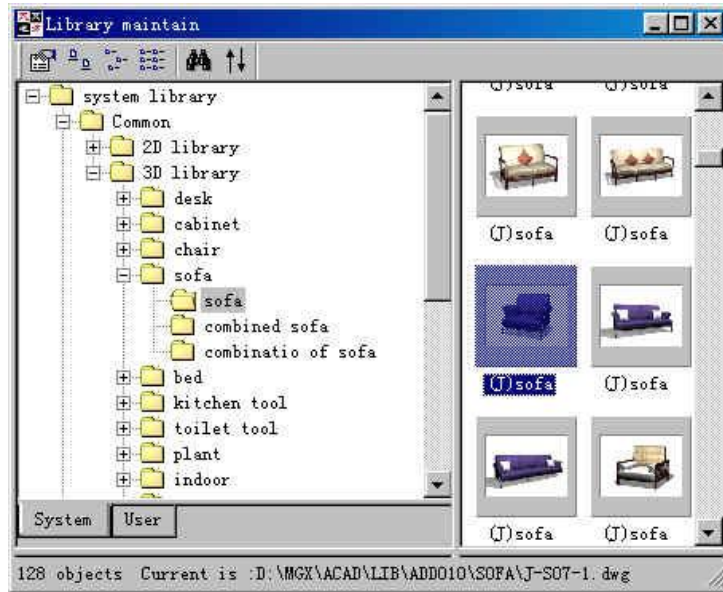 Library maintain
system library
Common
2D library
3D library
desk
cabinet
chair
sofa
sofa
combined sofa
combinatio of sofa
bed
kitchen tool
toilet tool
plant
indoor
System User
(J)sofa (J)sofa
(J)sofa (J)sofa
(J)sofa (J)sofa
(J)sofa (J)sofa
128 objects Current is :D:\MGX\ACAD\LIB\ADD010\SOFA\J-S07-1.dwg